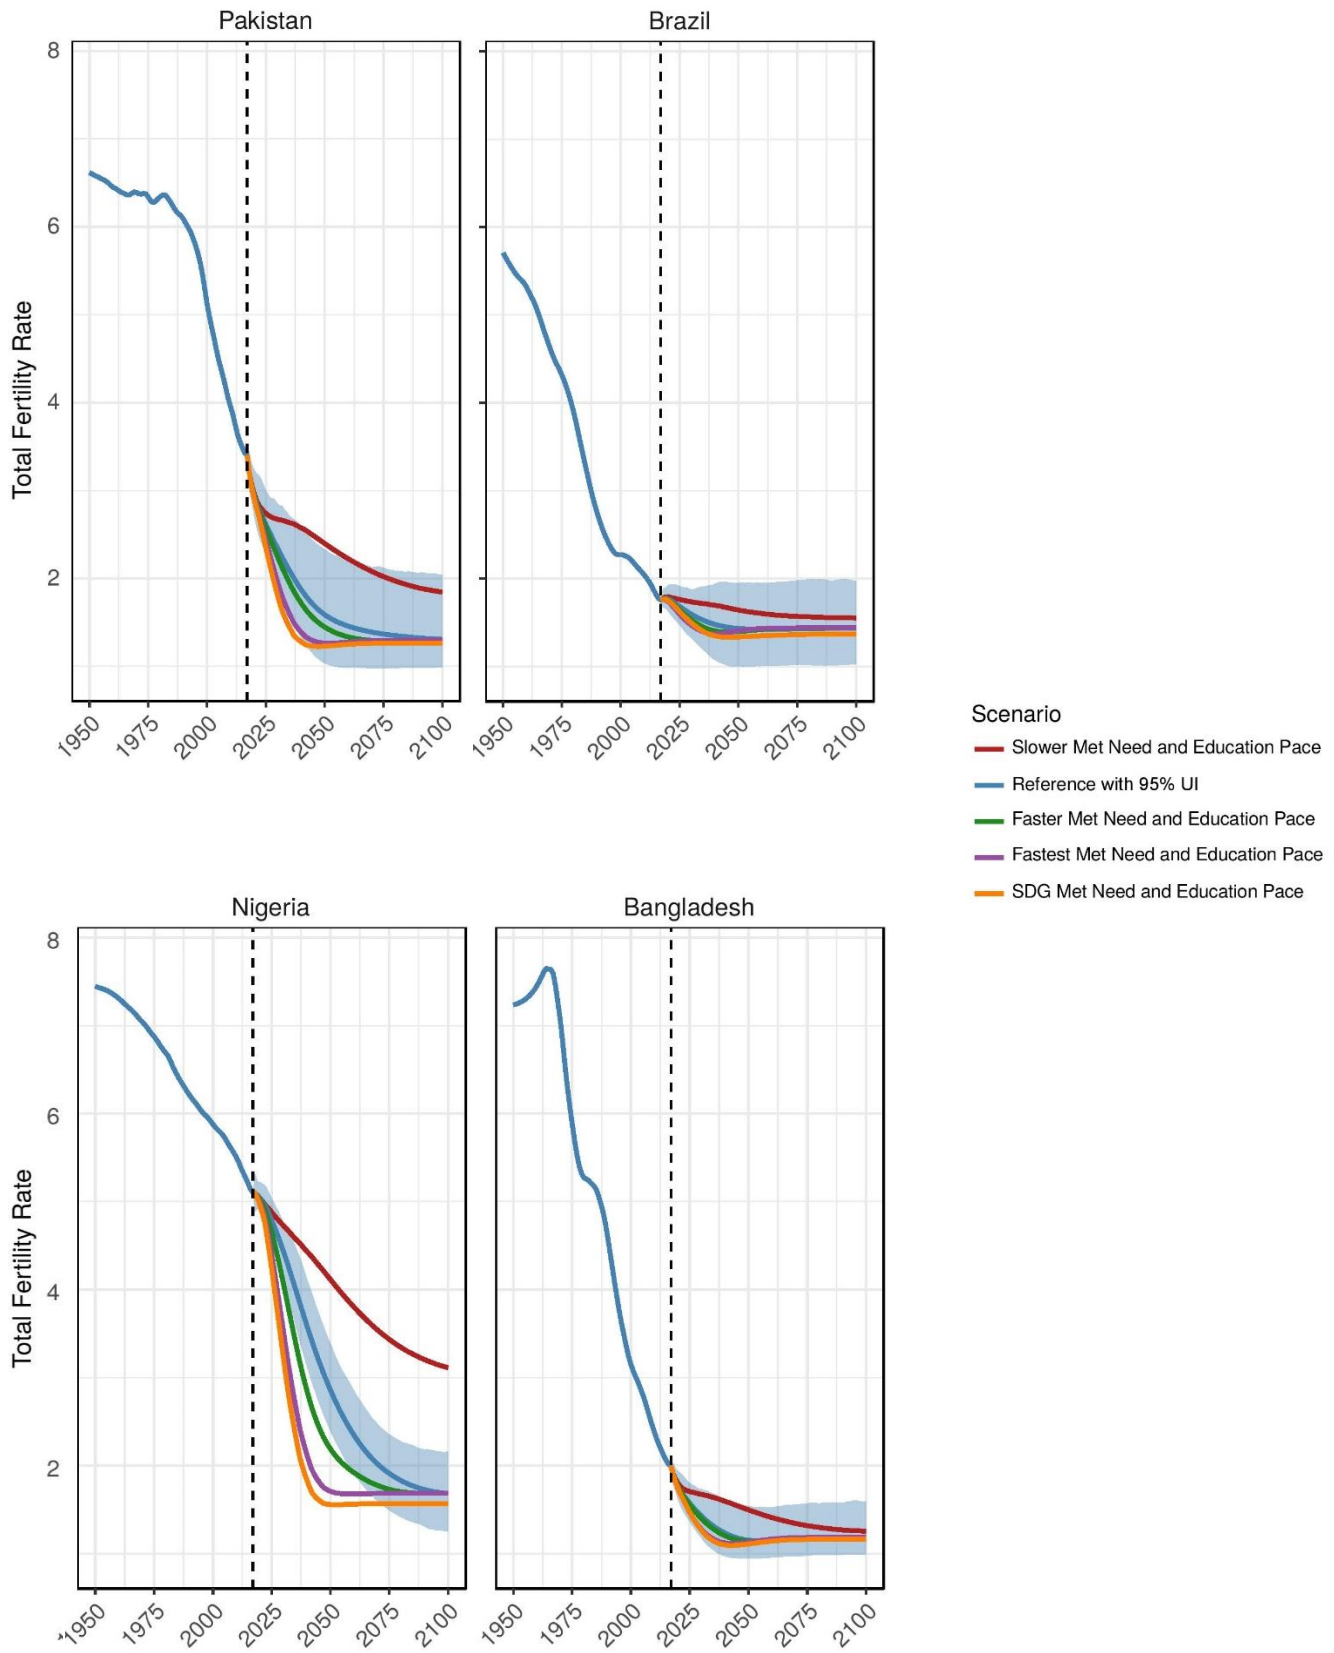 Pakistan
Brazil
Total Fertility Rate
8
6
4
2
1950 1975 2000 2025 2050 2075 2100
1950 1975 2000 2025 2050 2075 2100
Scenario
Slower Met Need and Education Pace
Reference with 95% UI
Faster Met Need and Education Pace
Fastest Met Need and Education Pace
SDG Met Need and Education Pace
Nigeria
Bangladesh
Total Fertility Rate
8
6
4
2
1950 1975 2000 2025 2050 2075 2100
1950 1975 2000 2025 2050 2075 2100